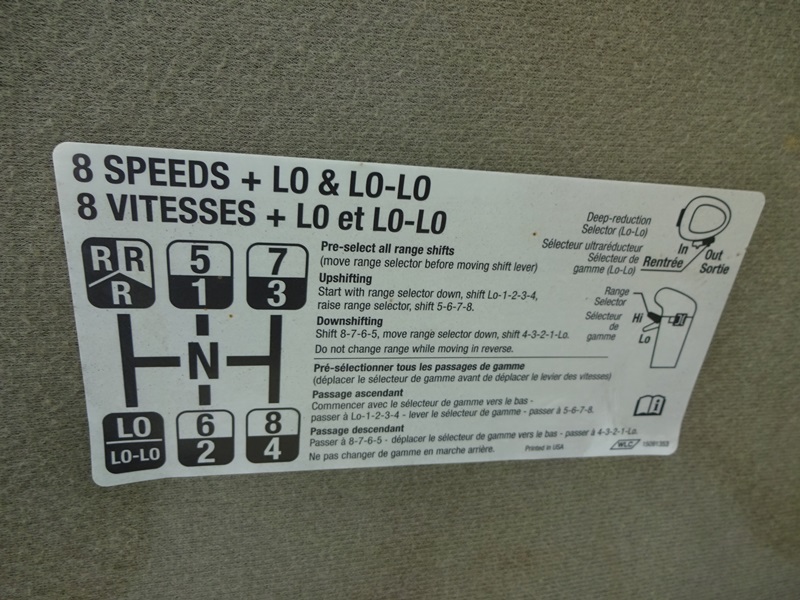 8 SPEEDS + LO & LO-LO
8 VITESSES + LO et LO-LO
R R
R
5
1
7
3
N
LO
LO-LO
6
2
8
4
Pre-select all range shifts
(move range selector before moving shift lever)
Upshifting
Start with range selector down, shift Lo-1-2-3-4,
raise range selector, shift 5-6-7-8.
Downshifting
Shift 8-7-6-5, move range selector down, shift 4-3-2-1-Lo.
Do not change range while moving in reverse.
Pré-sélectionner tous les passages de gamme
(déplacer le sélecteur de gamme avant de déplacer le levier des vitesses)
Passage ascendant
Commencer avec le sélecteur de gamme vers le bas -
passer à Lo-1-2-3-4 - lever le sélecteur - passer à 5-6-7-8.
Passage descendant
Passer à 8-7-6-5 - déplacer le sélecteur de gamme vers le bas - passer à 4-3-2-1-Lo.
Ne pas changer de gamme en marche arrière.
Printed in USA
WLC
15081353
Deep-reduction
Selector (Lo-Lo)
Sélecteur ultraréducteur
Sélecteur de
gamme (Lo-Lo)
In
Rentrée
Out
Sortie
Range
Selector
Sélecteur
de
gamme
Hi
Lo